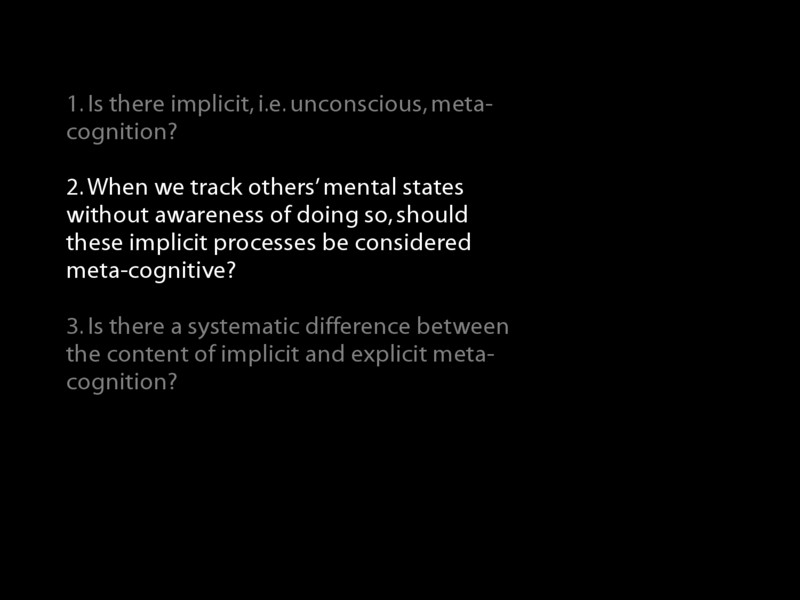 1. Is there implicit, i.e. unconscious, meta-
cognition?
2. When we track others’ mental states
without awareness of doing so, should
these implicit processes be considered
meta-cognitive?
3. Is there a systematic difference between
the content of implicit and explicit meta-
cognition?